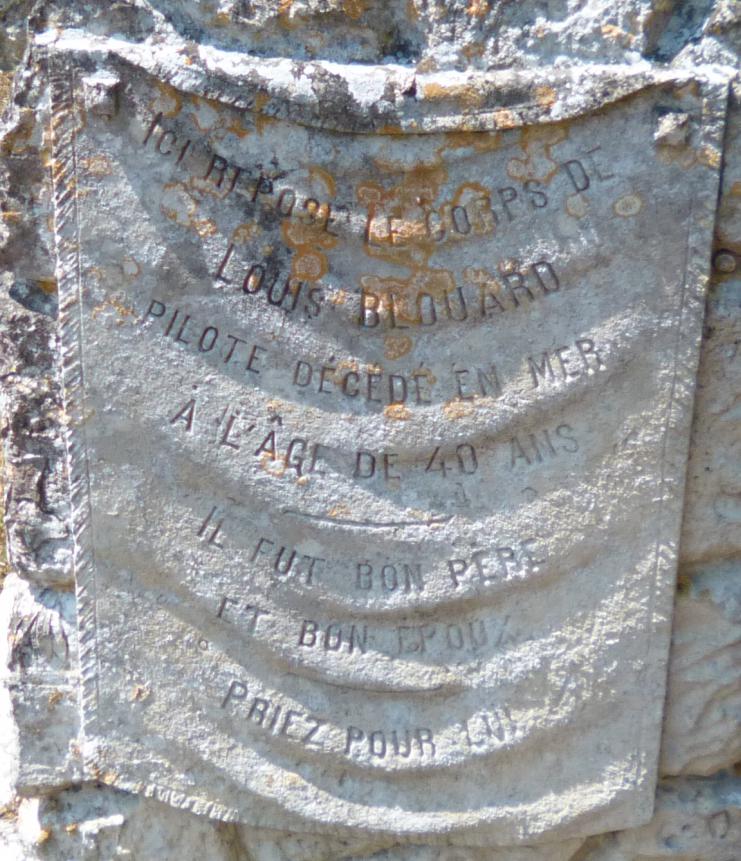 ICI REPOSE LE CORPS DE
LOUIS BLOUARD
PILOTE DÉCÉDÉ EN MER
À L'ÂGE DE 40 ANS
IL FUT BON PÈRE
ET BON ÉPOUX
PRIEZ POUR LUI